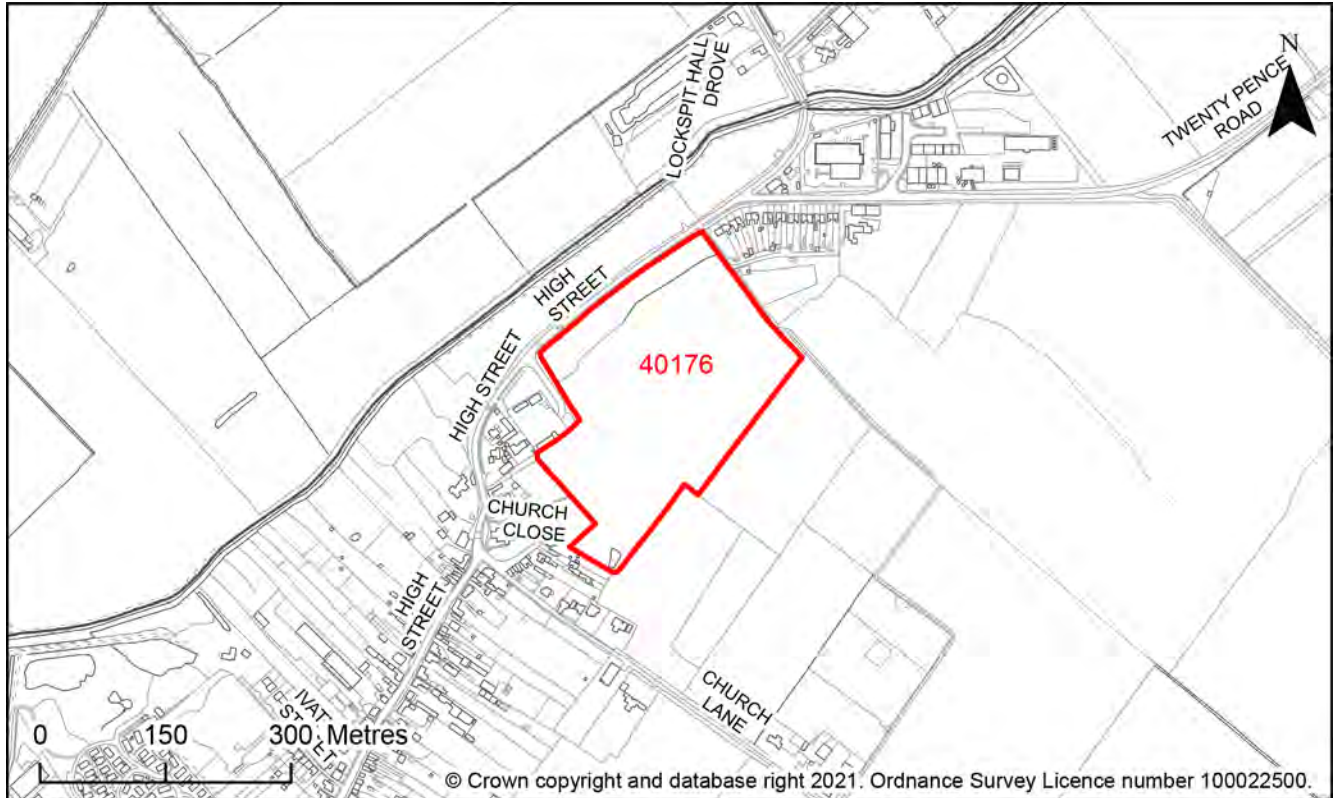 LOCKSPIT HALL
DROVE
N
TWENTY PENCE
ROAD
HIGH
STREET
40176
HIGH STREET
CHURCH
CLOSE
HIGH
STREET
CHURCH
LANE
STREET
0 150 300 Metres
© Crown copyright and database right 2021. Ordnance Survey Licence number 100022500.